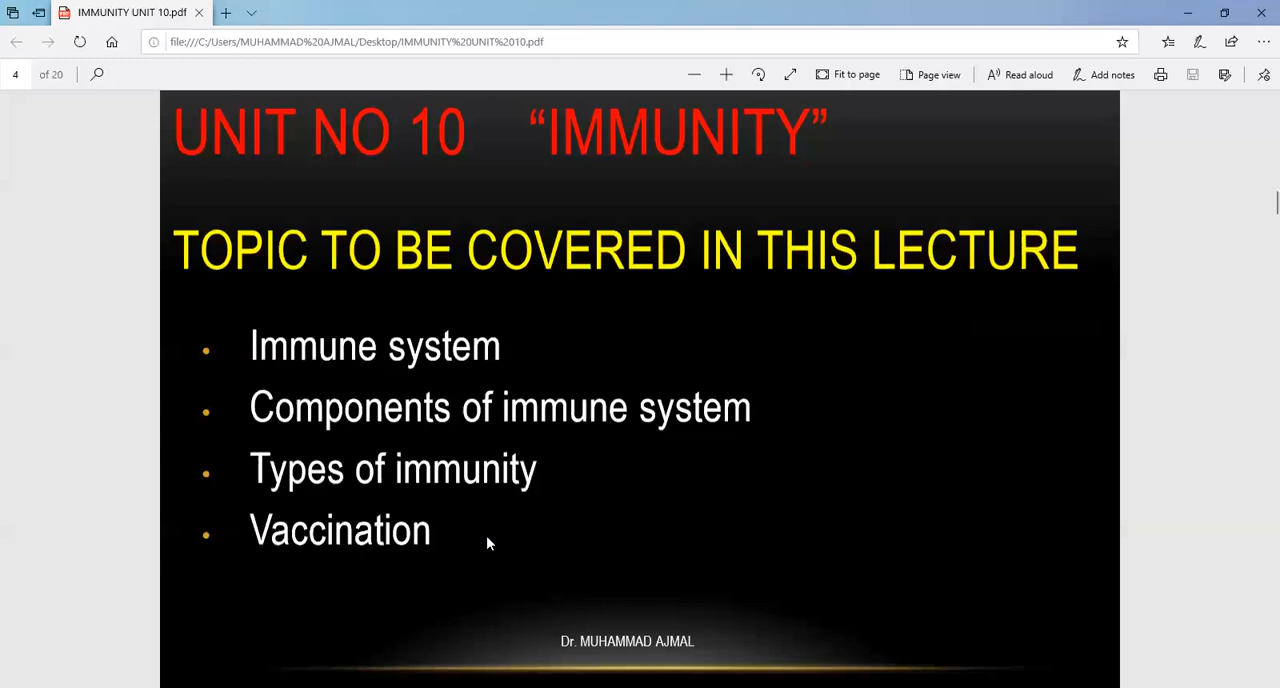 IMMUNITY UNIT 10.pdf
file:///C:/Users/MUHAMMAD%20AJMAL/Desktop/IMMUNITY%20UNIT%2010.pdf
4 of 20 Fit to page Page view Read aloud Add notes
UNIT NO 10 “IMMUNITY”
TOPIC TO BE COVERED IN THIS LECTURE
• Immune system
• Components of immune system
• Types of immunity
• Vaccination
Dr. MUHAMMAD AJMAL